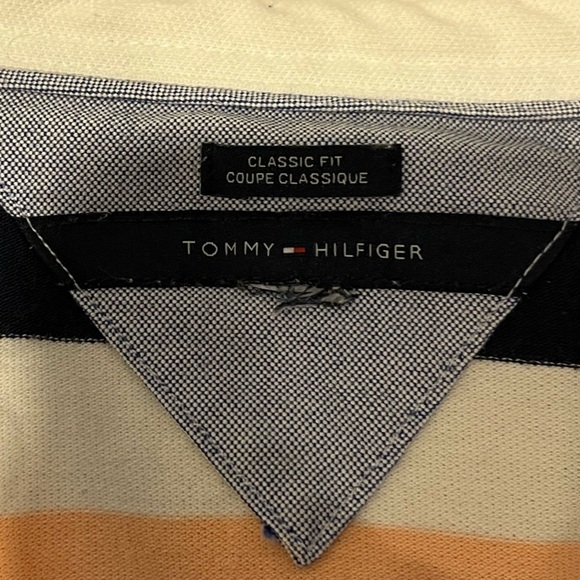 CLASSIC FIT
COUPE CLASSIQUE
TOMMY HILFIGER